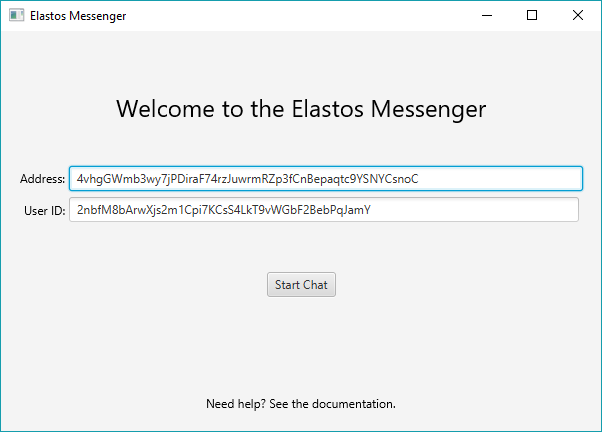 Elastos Messenger
Welcome to the Elastos Messenger
Address: 4vhgGWmb3wy7jPDiraF74rzJuwrmRZp3fCnBepaqtc9YSNYCsnoC
User ID: 2nbfM8bArwXjs2m1Cpi7KCsS4LkT9vWGbF2BebPqJamY
Start Chat
Need help? See the documentation.